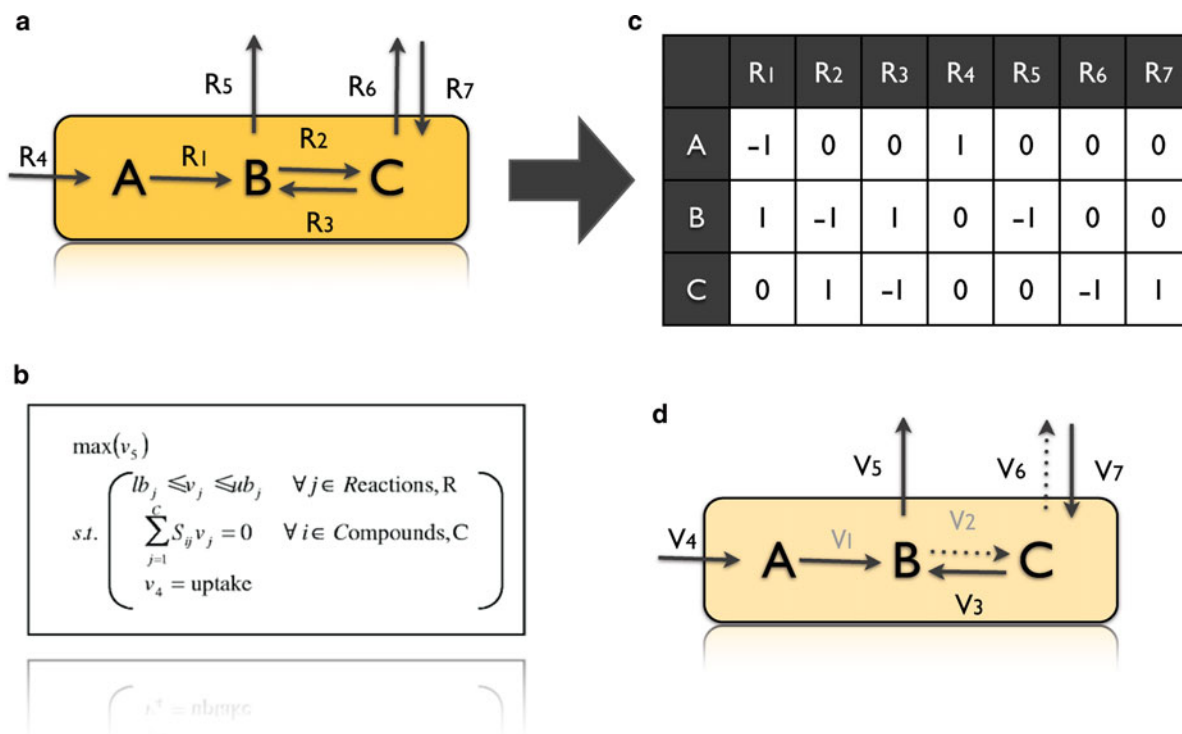 a
R5
R6
R7
R4
R1
R2
A
B
C
R3
c
R1 R2 R3 R4 R5 R6 R7
A -1 0 0 1 0 0 0
B 1 -1 1 0 -1 0 0
C 0 1 -1 0 0 -1 1
b
max(v₅)
s.t.
lbⱼ ≤ vⱼ ≤ ubⱼ ∀ j ∈ Reactions, R
∑ⱼ₌₁ᶜ Sᵢⱼ vⱼ = 0 ∀ i ∈ Compounds, C
v₄ = uptake
d
V5
V6
V7
V4
V1
V2
A
B
C
V3